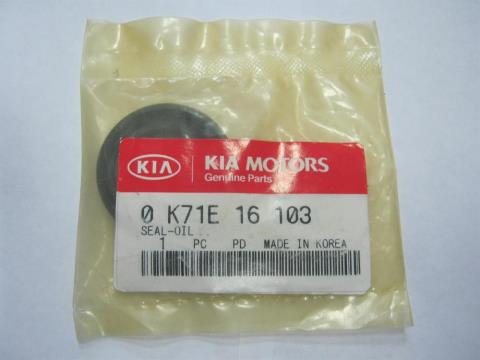 KIA
KIA MOTORS
Genuine Parts
0 K71E 16 103
SEAL-OIL
1 PC PD MADE IN KOREA